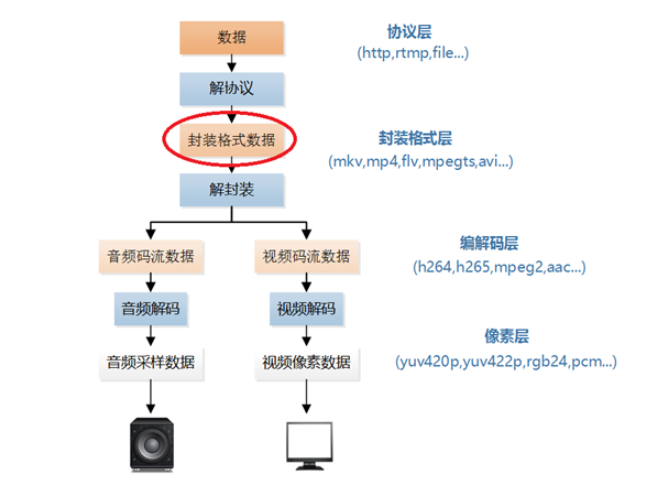 数据
协议层
(http,rtmp,file...)
解协议
封装格式数据
封装格式层
(mkv,mp4,flv,mpegts,avi...)
解封装
音频码流数据
视频码流数据
编解码层
(h264,h265,mpeg2,aac...)
音频解码
视频解码
像素层
(yuv420p,yuv422p,rgb24,pcm...)
音频采样数据
视频像素数据